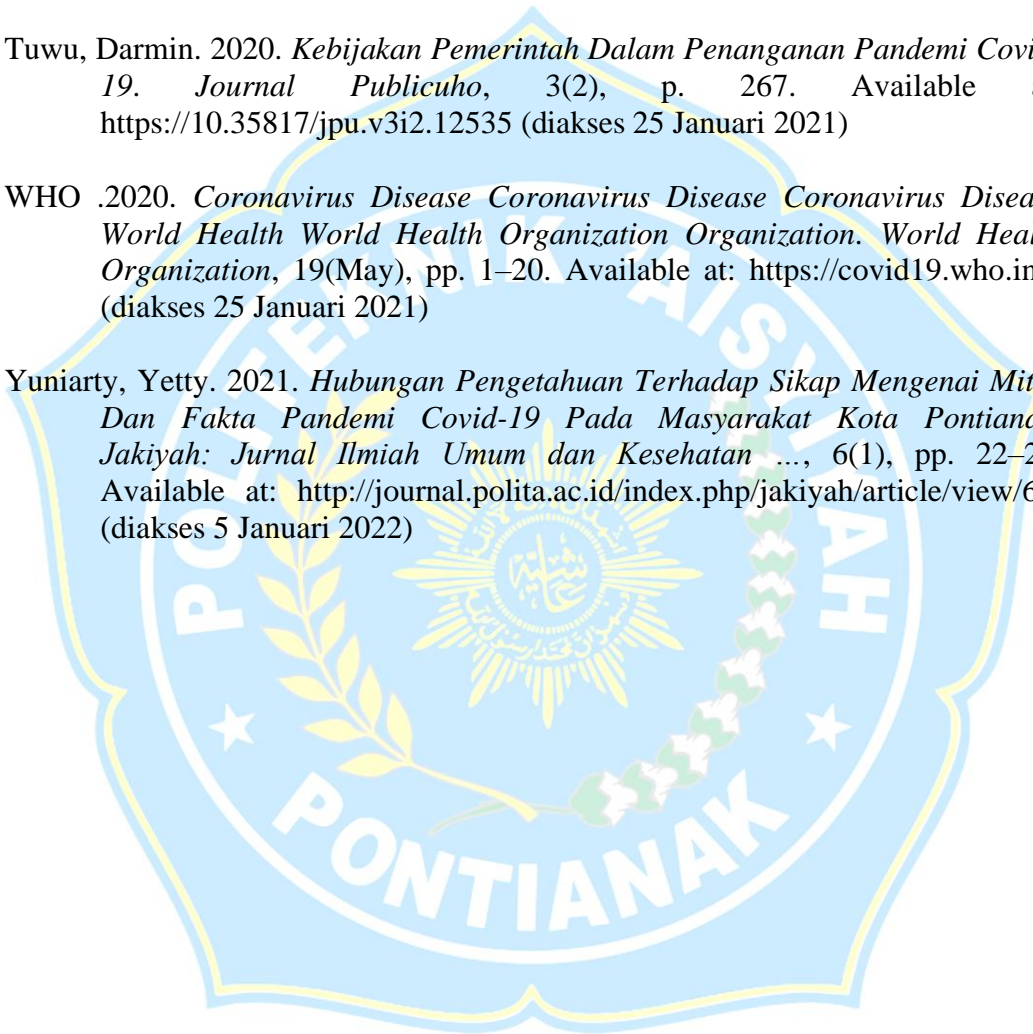 Tuwu, Darmin. 2020. Kebijakan Pemerintah Dalam Penanganan Pandemi Covi
19. Journal Publicuho, 3(2), p. 267. Available
https://10.35817/jpu.v3i2.12535 (diakses 25 Januari 2021)
WHO .2020. Coronavirus Disease Coronavirus Disease Coronavirus Disea
World Health World Health Organization Organization. World Heal
Organization, 19(May), pp. 1–20. Available at: https://covid19.who.in
(diakses 25 Januari 2021)
Yuniarty, Yetty. 2021. Hubungan Pengetahuan Terhadap Sikap Mengenai Mit
Dan Fakta Pandemi Covid-19 Pada Masyarakat Kota Pontiana
Jakiyah: Jurnal Ilmiah Umum dan Kesehatan ..., 6(1), pp. 22–2
Available at: http://journal.polita.ac.id/index.php/jakiyah/article/view/6
(diakses 5 Januari 2022)
POLITEKNIK 'AISYIYAH
PONTIANAK